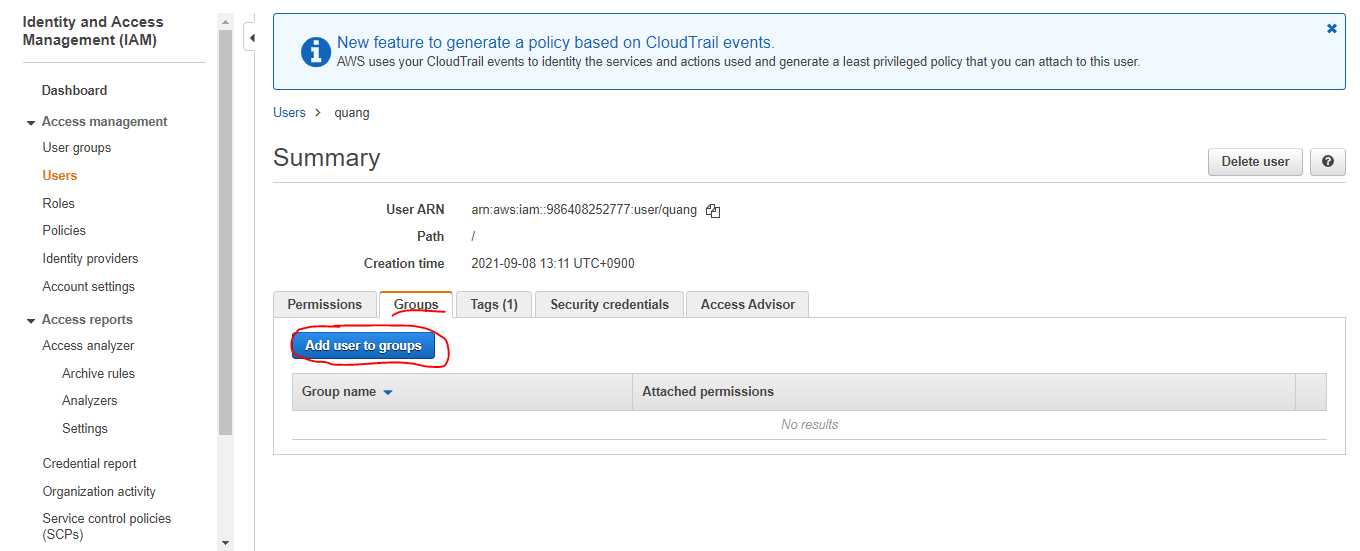 Identity and Access
Management (IAM)
Dashboard
Access management
User groups
Users
Roles
Policies
Identity providers
Account settings
Access reports
Access analyzer
Archive rules
Analyzers
Settings
Credential report
Organization activity
Service control policies
(SCPs)
New feature to generate a policy based on CloudTrail events.
AWS uses your CloudTrail events to identify the services and actions used and generate a least privileged policy that you can attach to this user.
Users > quang
Summary
Delete user ?
User ARN arn:aws:iam::986408252777:user/quang
Path /
Creation time 2021-09-08 13:11 UTC+0900
Permissions Groups Tags (1) Security credentials Access Advisor
Add user to groups
Group name Attached permissions
No results